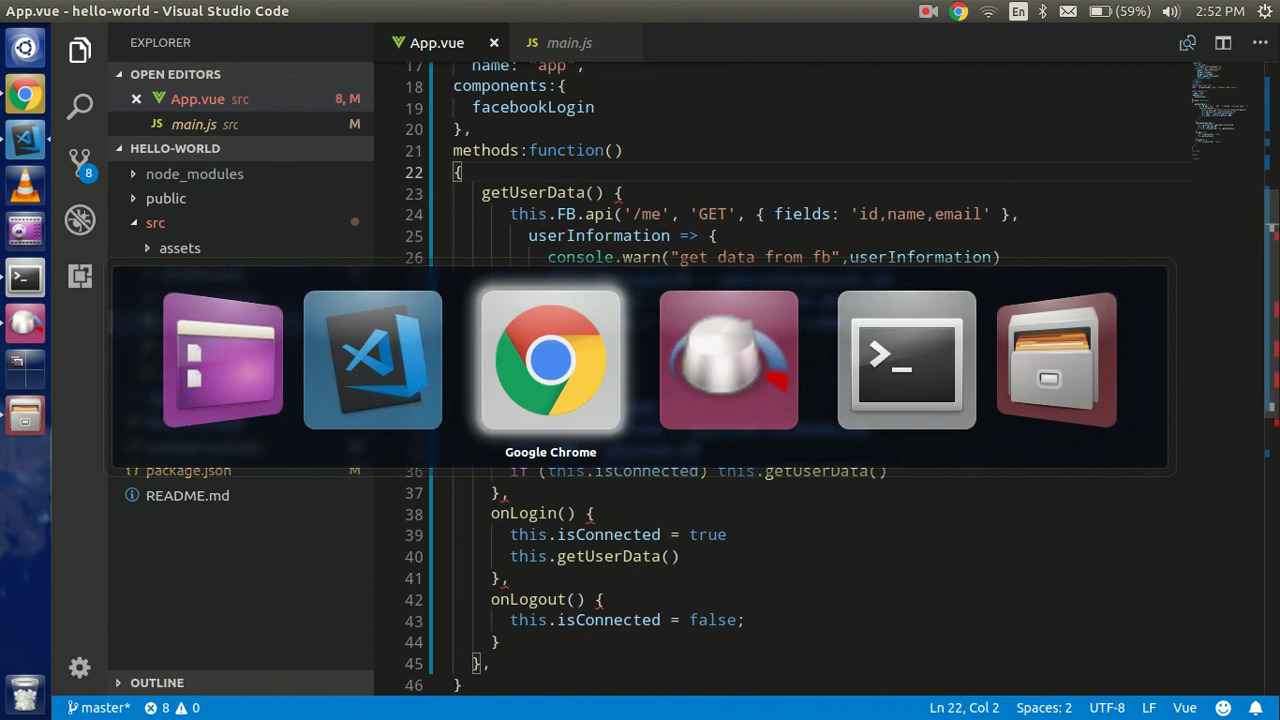 App.vue - hello-world - Visual Studio Code
En
(59%)
2:52 PM
EXPLORER
OPEN EDITORS
App.vue src 8, M
main.js src M
HELLO-WORLD
node_modules
public
src
assets
package.json M
README.md
OUTLINE
8
App.vue
JS main.js
17 name: "app",
18 components:{
19 facebookLogin
20 },
21 methods:function()
22 {
23 getUserData() {
24 this.FB.api('/me', 'GET', { fields: 'id,name,email' },
25 userInformation => {
26 console.warn("get data from fb",userInformation)
Google Chrome
36 if (this.isConnected) this.getUserData()
37 },
38 onLogin() {
39 this.isConnected = true
40 this.getUserData()
41 },
42 onLogout() {
43 this.isConnected = false;
44 }
45 },
46 }
master* 8 0
Ln 22, Col 2 Spaces: 2 UTF-8 LF Vue